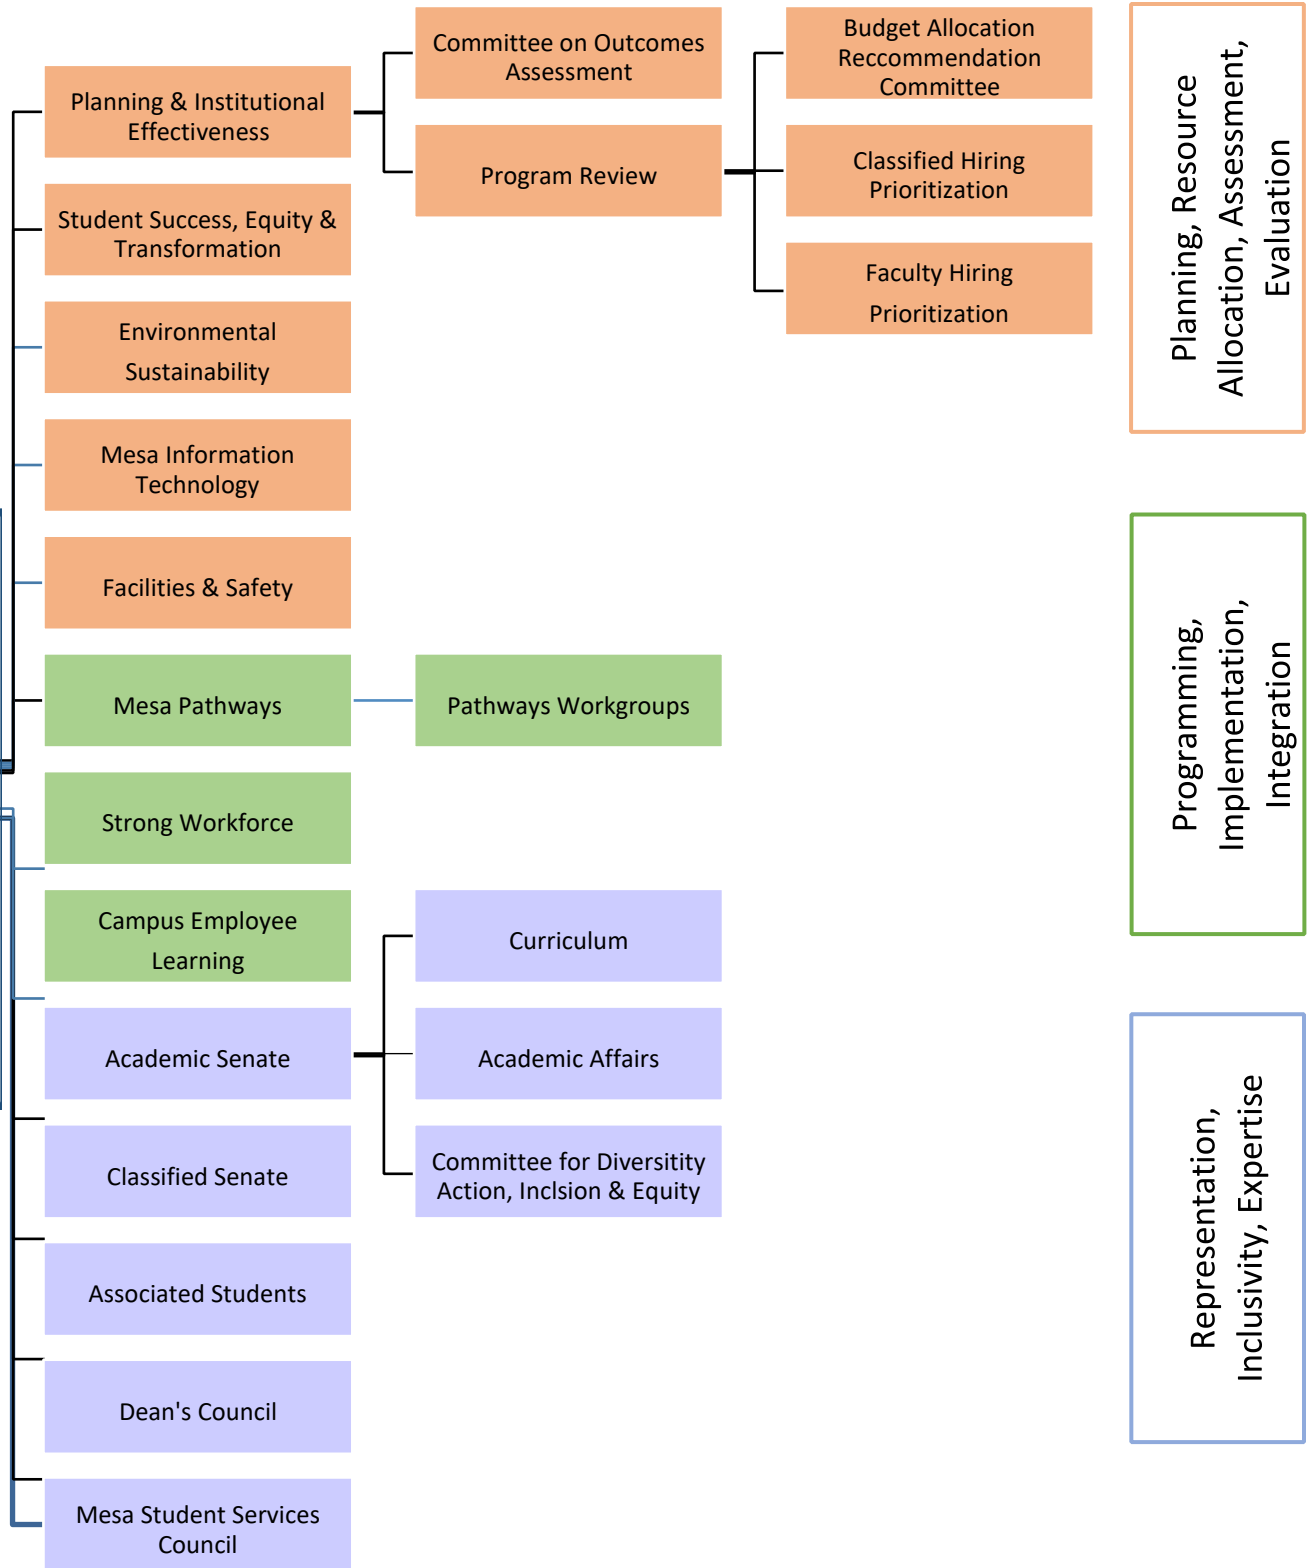 Committee on Outcomes
Assessment
Budget Allocation
Reccommendation
Committee
Planning & Institutional
Effectiveness
Program Review
Classified Hiring
Prioritization
Student Success, Equity &
Transformation
Faculty Hiring
Prioritization
Environmental
Sustainability
Mesa Information
Technology
Facilities & Safety
Mesa Pathways
Pathways Workgroups
Strong Workforce
Campus Employee
Learning
Curriculum
Academic Senate
Academic Affairs
Classified Senate
Committee for Diversitity
Action, Inclsion & Equity
Associated Students
Dean's Council
Mesa Student Services
Council
Planning, Resource
Allocation, Assessment,
Evaluation
Programming,
Implementation,
Integration
Representation,
Inclusivity, Expertise